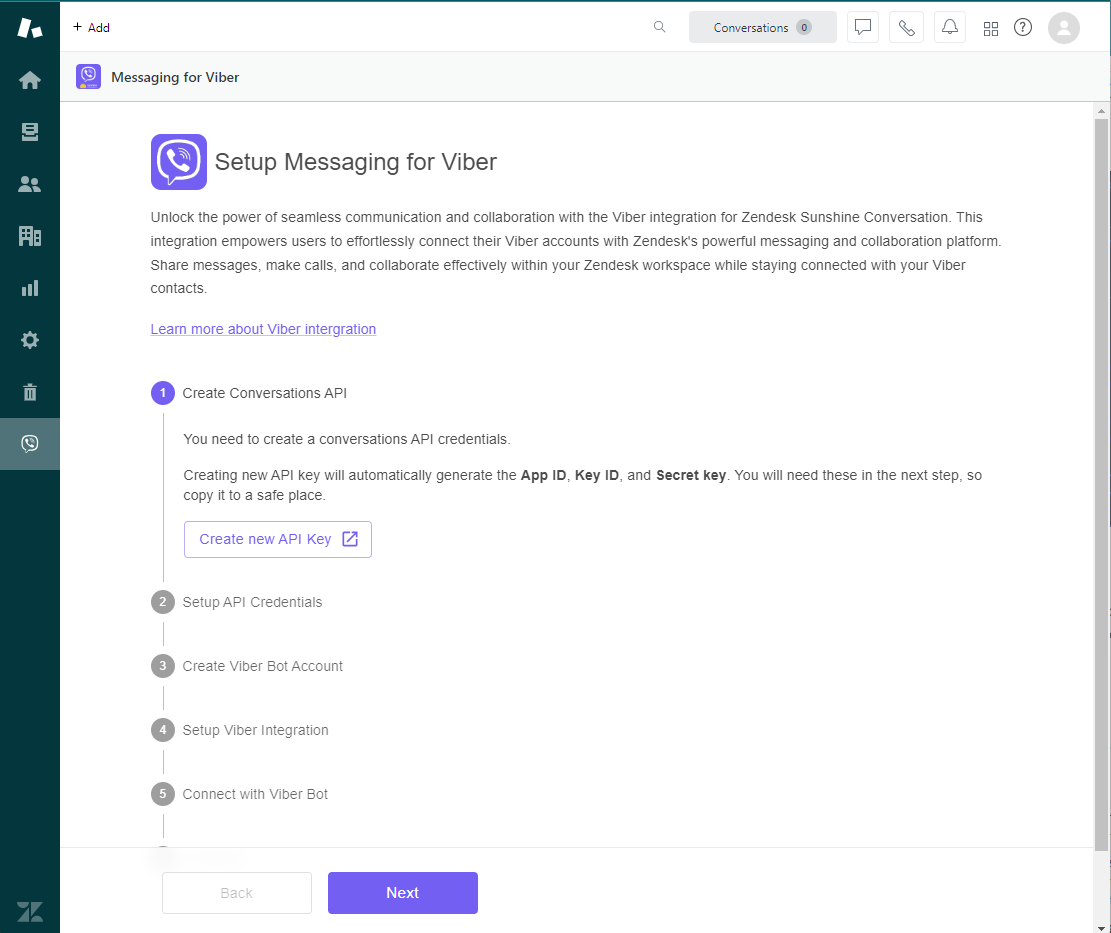 + Add
Conversations 0
Messaging for Viber
Setup Messaging for Viber
Unlock the power of seamless communication and collaboration with the Viber integration for Zendesk Sunshine Conversation. This
integration empowers users to effortlessly connect their Viber accounts with Zendesk's powerful messaging and collaboration platform.
Share messages, make calls, and collaborate effectively within your Zendesk workspace while staying connected with your Viber
contacts.
Learn more about Viber intergration
1 Create Conversations API
You need to create a conversations API credentials.
Creating new API key will automatically generate the App ID, Key ID, and Secret key. You will need these in the next step, so
copy it to a safe place.
Create new API Key
2 Setup API Credentials
3 Create Viber Bot Account
4 Setup Viber Integration
5 Connect with Viber Bot
Back
Next